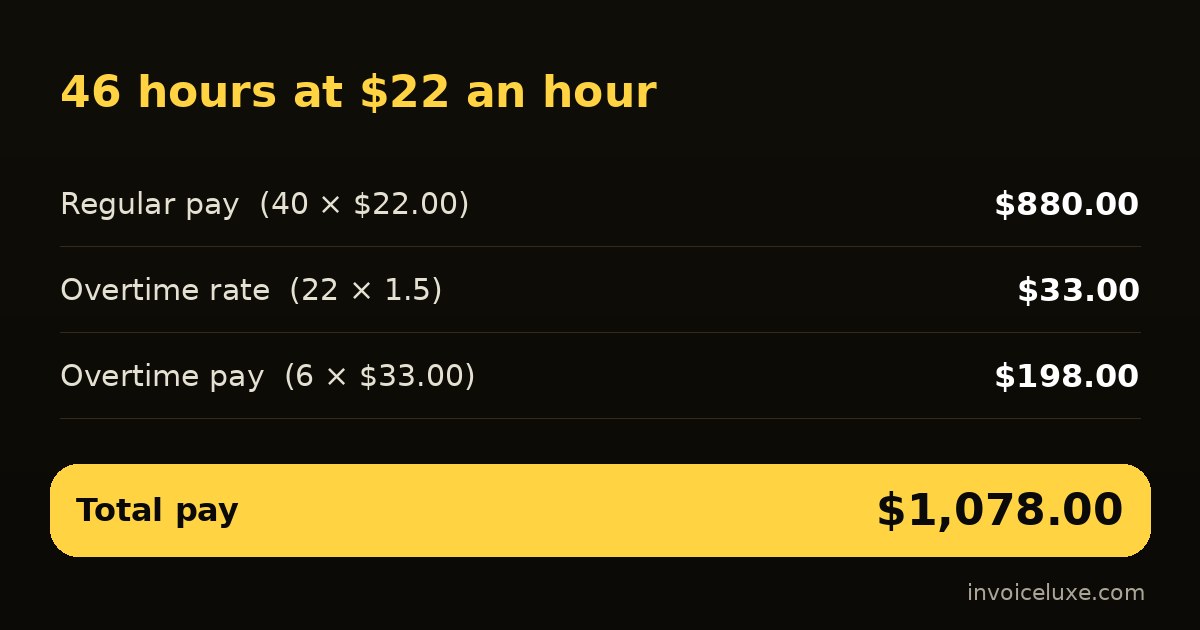 46 hours at $22 an hour
Regular pay (40 × $22.00) $880.00
Overtime rate (22 × 1.5) $33.00
Overtime pay (6 × $33.00) $198.00
Total pay $1,078.00
invoiceluxe.com